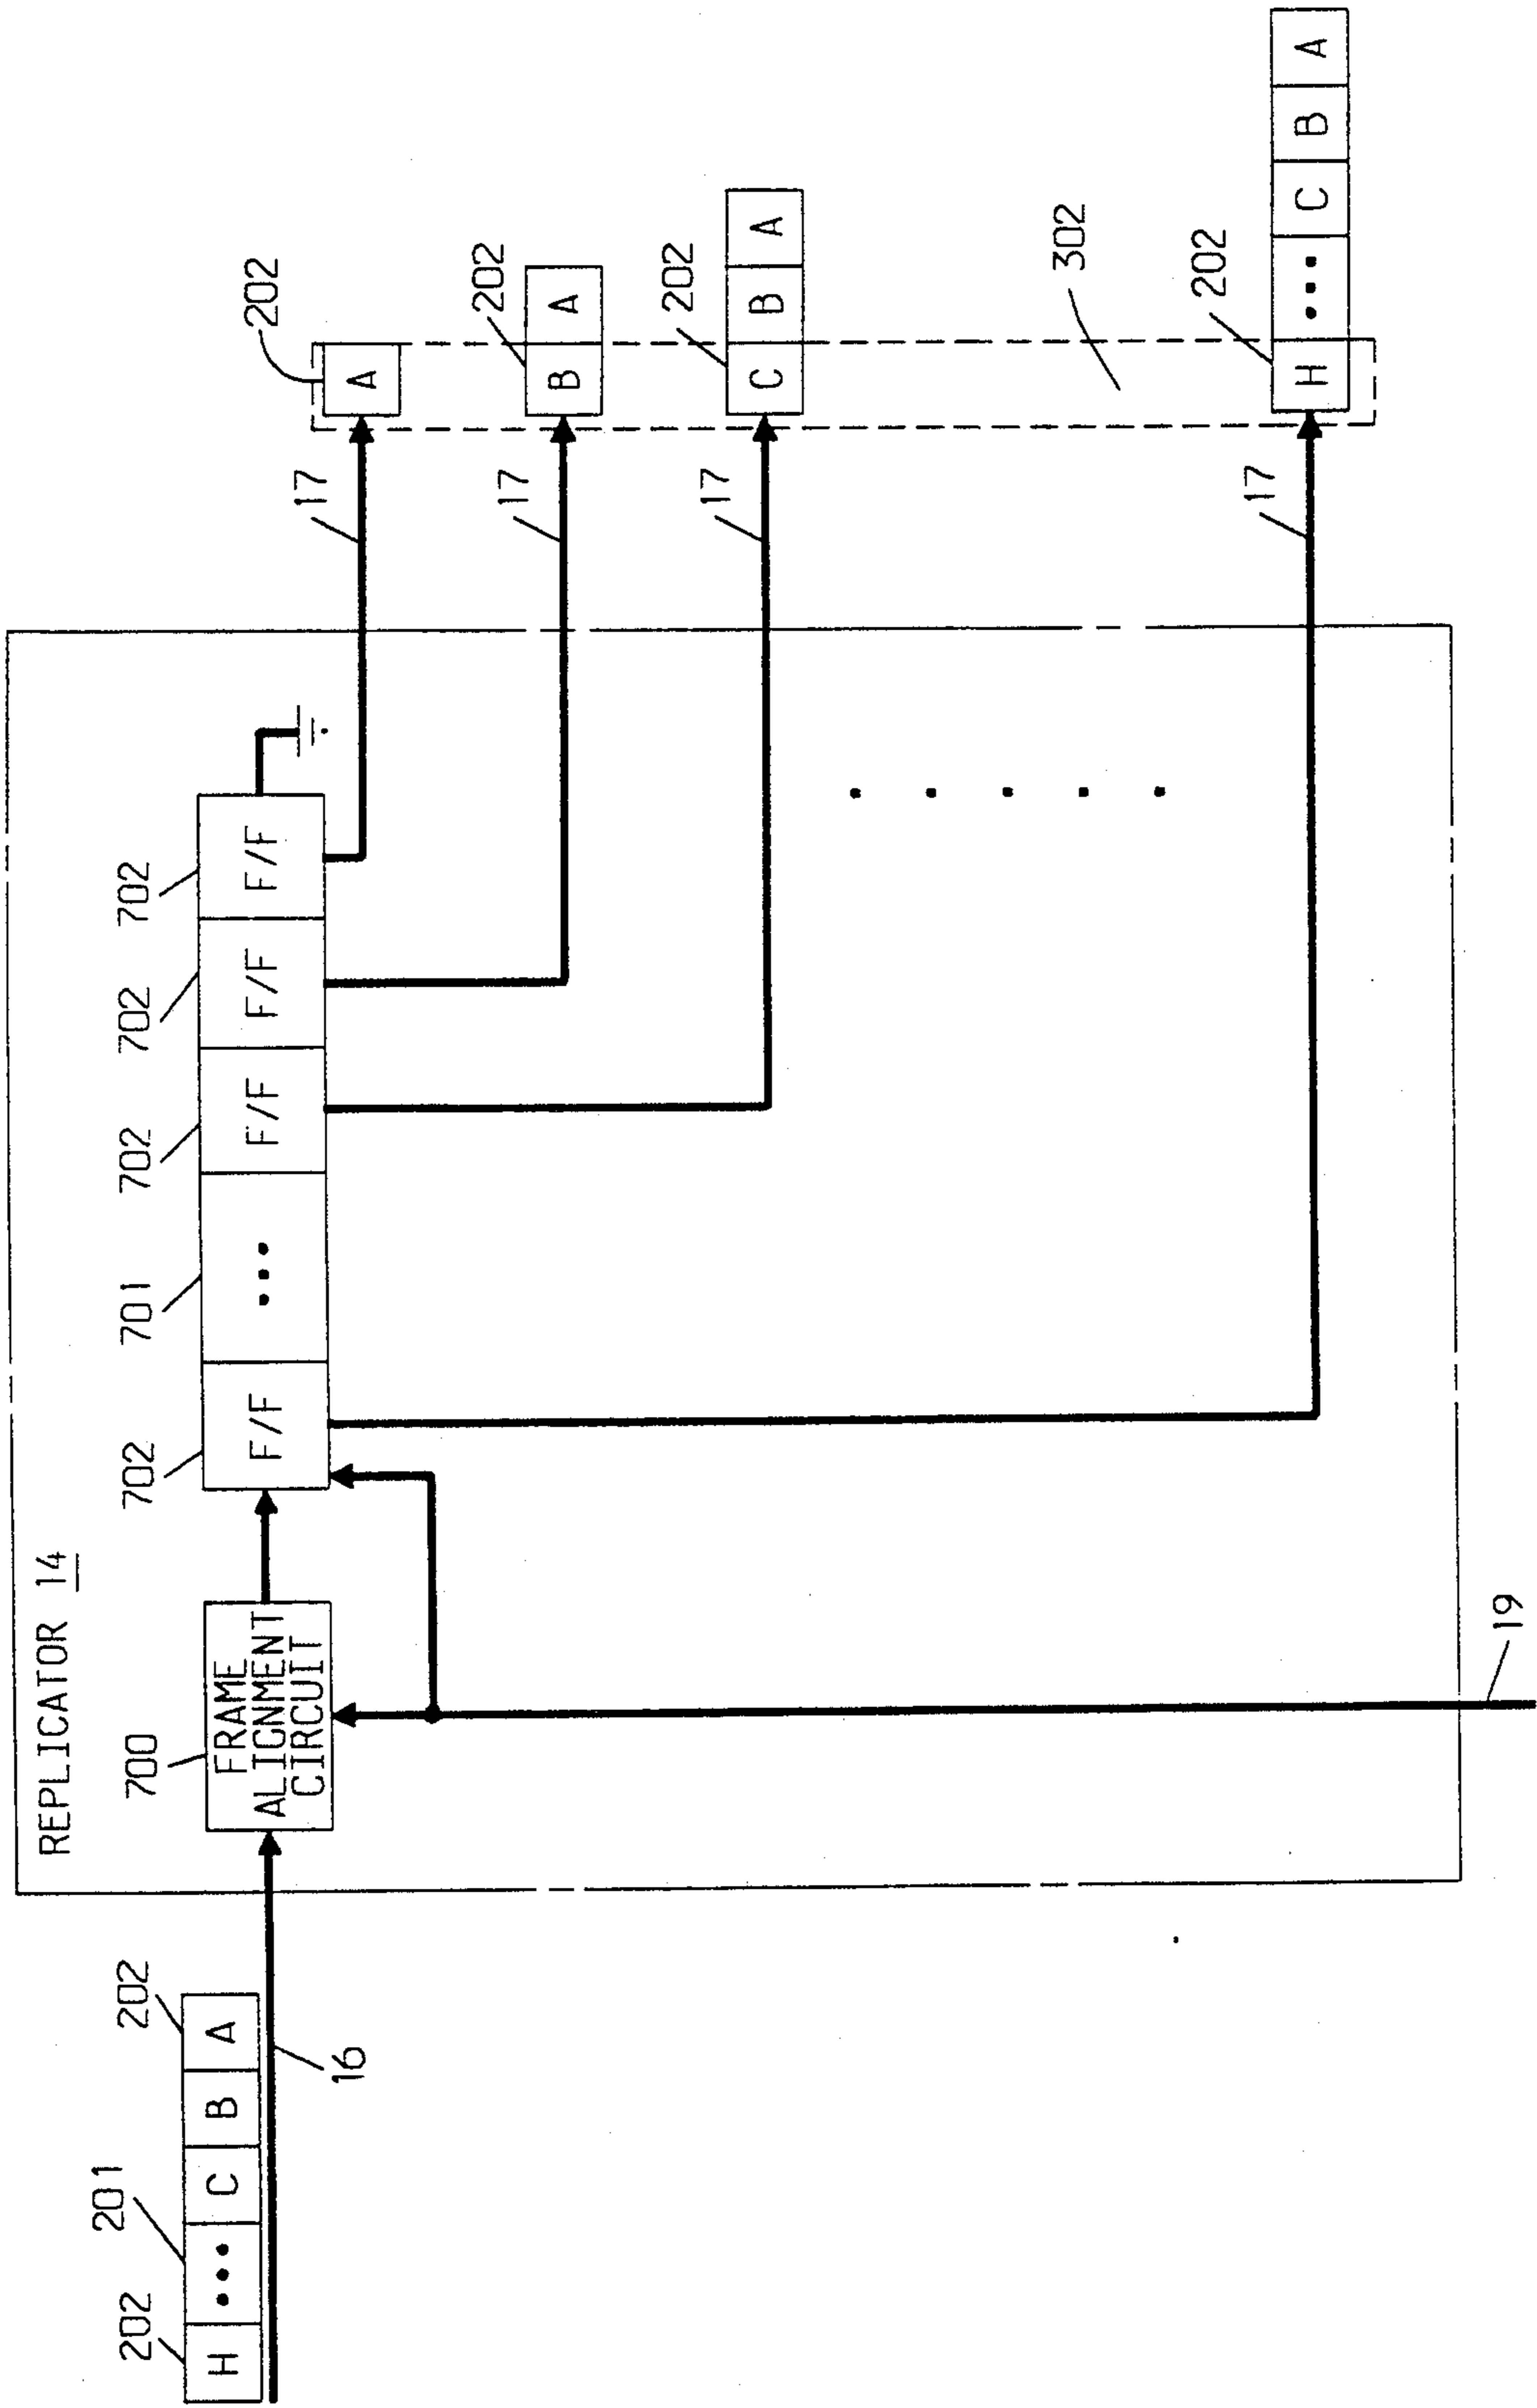 REPLICATOR 14
202
201
202
H ... C B A
16
700
FRAME
ALIGNMENT
CIRCUIT
702
701
702
702
702
F/F
...
F/F
F/F
F/F
19
17
17
17
17
202
A
202
B A
202
C B A
302
202
H ... C B A